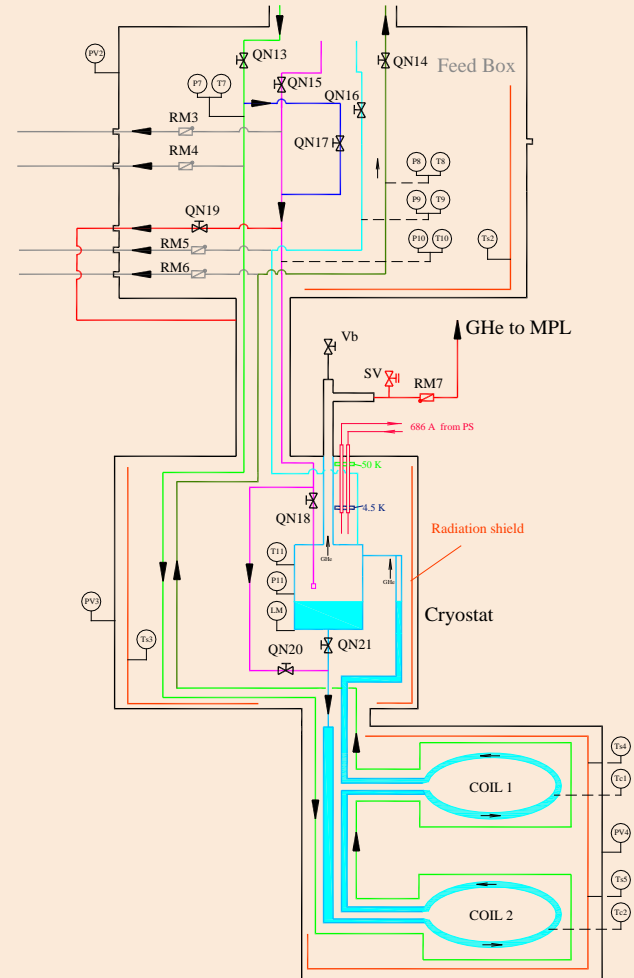 QN13
QN14
PV2
Feed Box
P7 T7
QN15
QN16
RM3
QN17
RM4
P8 T8
P9 T9
QN19
P10 T10
Ts2
RM5
RM6
GHe to MPL
Vb
SV
RM7
686 A from PS
50 K
4.5 K
QN18
Radiation shield
T11
GHe
GHe
P11
PV3
LM
Cryostat
Ts3
QN21
QN20
Ts4
COIL 1
Tc1
PV4
Ts5
COIL 2
Tc2